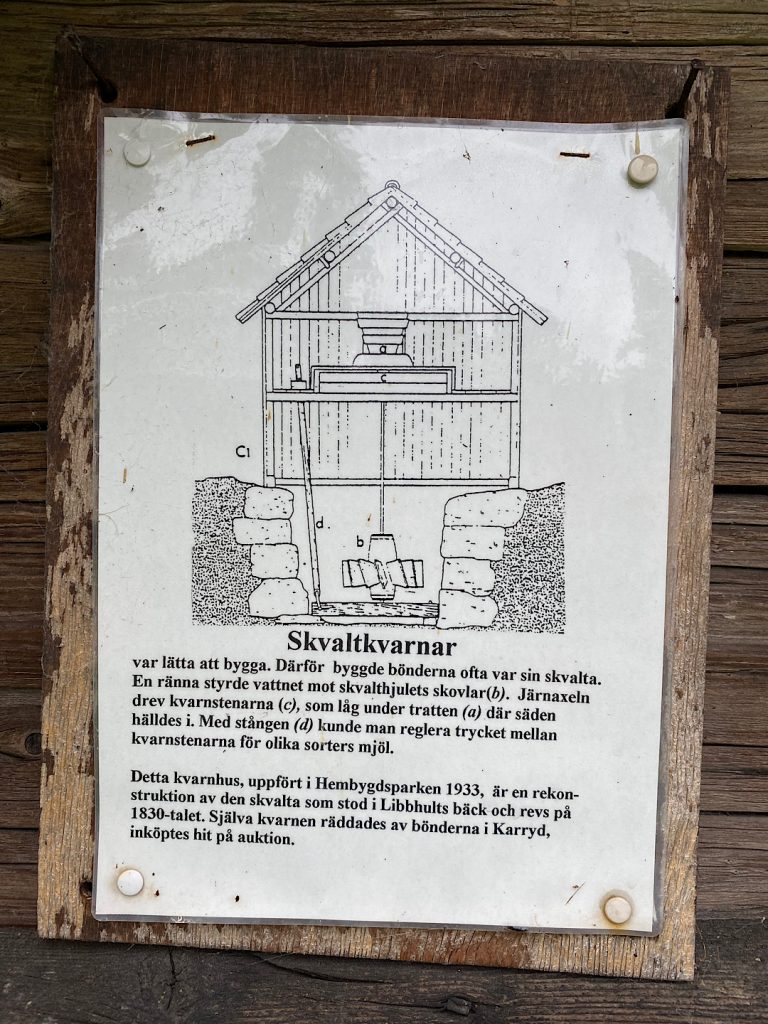 A
a
c
C1
d
b
Skvaltkvarnar
var lätta att bygga. Därför byggde bönderna ofta var sin skvalta.
En ränna styrde vattnet mot skvalthjulets skovlar(b). Järnaxeln
drev kvarnstenarna (c), som låg under tratten (a) där säden
hälldes i. Med stången (d) kunde man reglera trycket mellan
kvarnstenarna för olika sorters mjöl.
Detta kvarnhus, uppfört i Hembygdsparken 1933, är en rekon-
struktion av den skvalta som stod i Libbhults bäck och revs på
1830-talet. Själva kvarnen räddades av bönderna i Karryd,
inköptes hit på auktion.